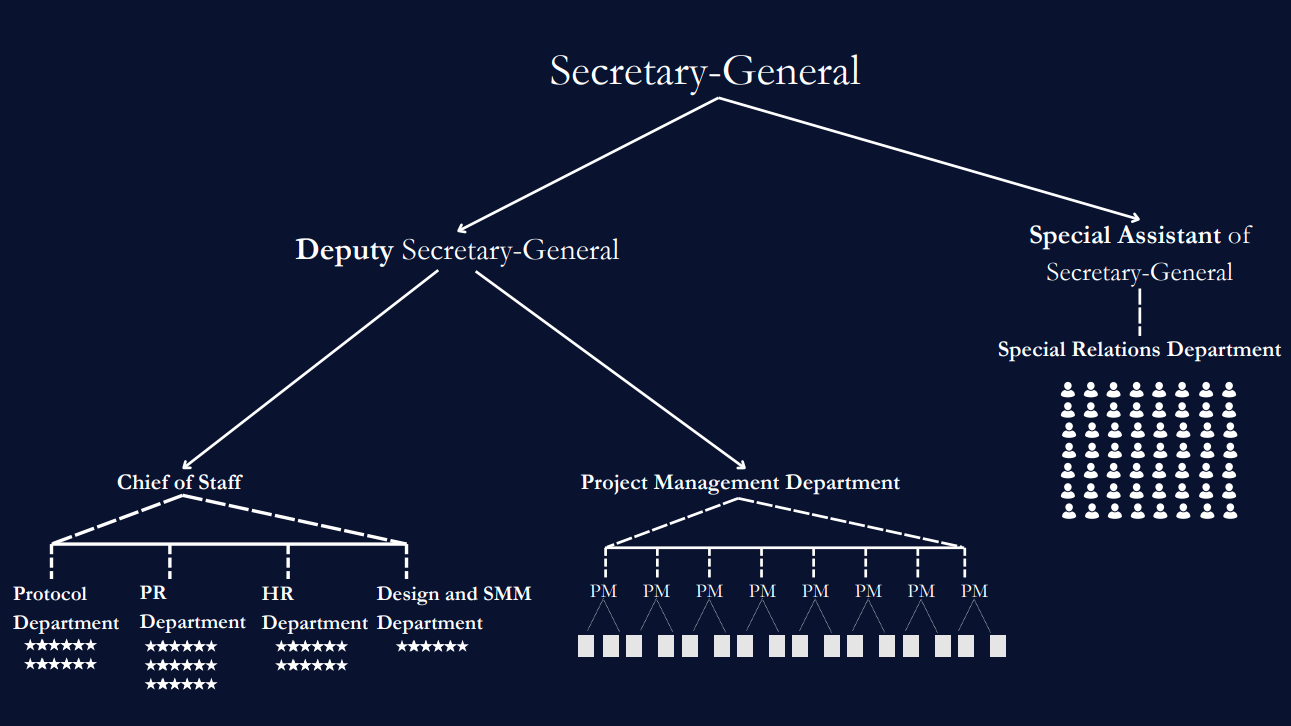 Secretary-General
Deputy Secretary-General
Special Assistant of
Secretary-General
Special Relations Department
Chief of Staff
Project Management Department
Protocol
Department
PR
Department
HR
Department
Design and SMM
Department
PM PM PM PM PM PM PM PM